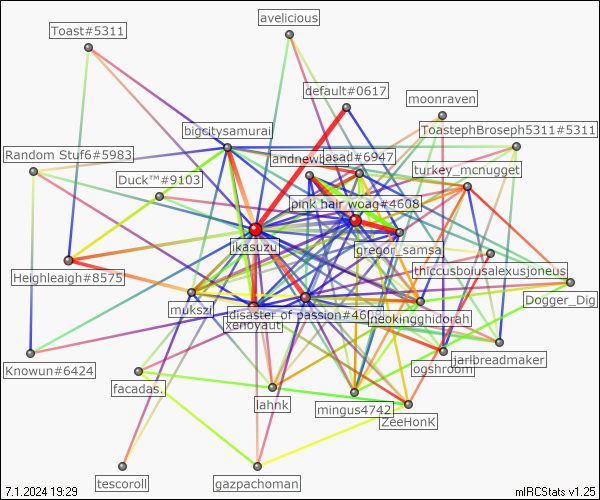 avelicious
Toast#5311
default#0617
moonraven
bigcitysamurai
ToastephBroseph5311#5311
Random Stuf6#5983
asad#6947
turkey_mcnugget
Duck™#9103
pink hair woag#4608
ikasuzu
gregor_samsa
thiccusboiusalexusjoneus
Heighleaigh#8575
Dogger_Dig
mukszi
disaster of passion#46
xenoyaut
neokingghidorah
jarlbreadmaker
Knowun#6424
ogshroom
facadas.
lahnk
mingus4742
ZeeHonK
tescoroll
gazpachoman
7.1.2024 19:29
mIRCStats v1.25